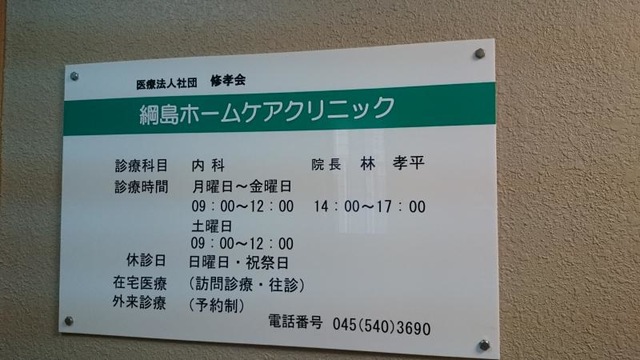 医療法人社団 修孝会
綱島ホームケアクリニック
診療科目 内科 院長 林 孝平
診療時間 月曜日～金曜日
09：00～12：00 14：00～17：00
土曜日
09：00～12：00
休診日 日曜日・祝祭日
在宅医療 (訪問診療・往診)
外来診療 (予約制)
電話番号 045(540)3690